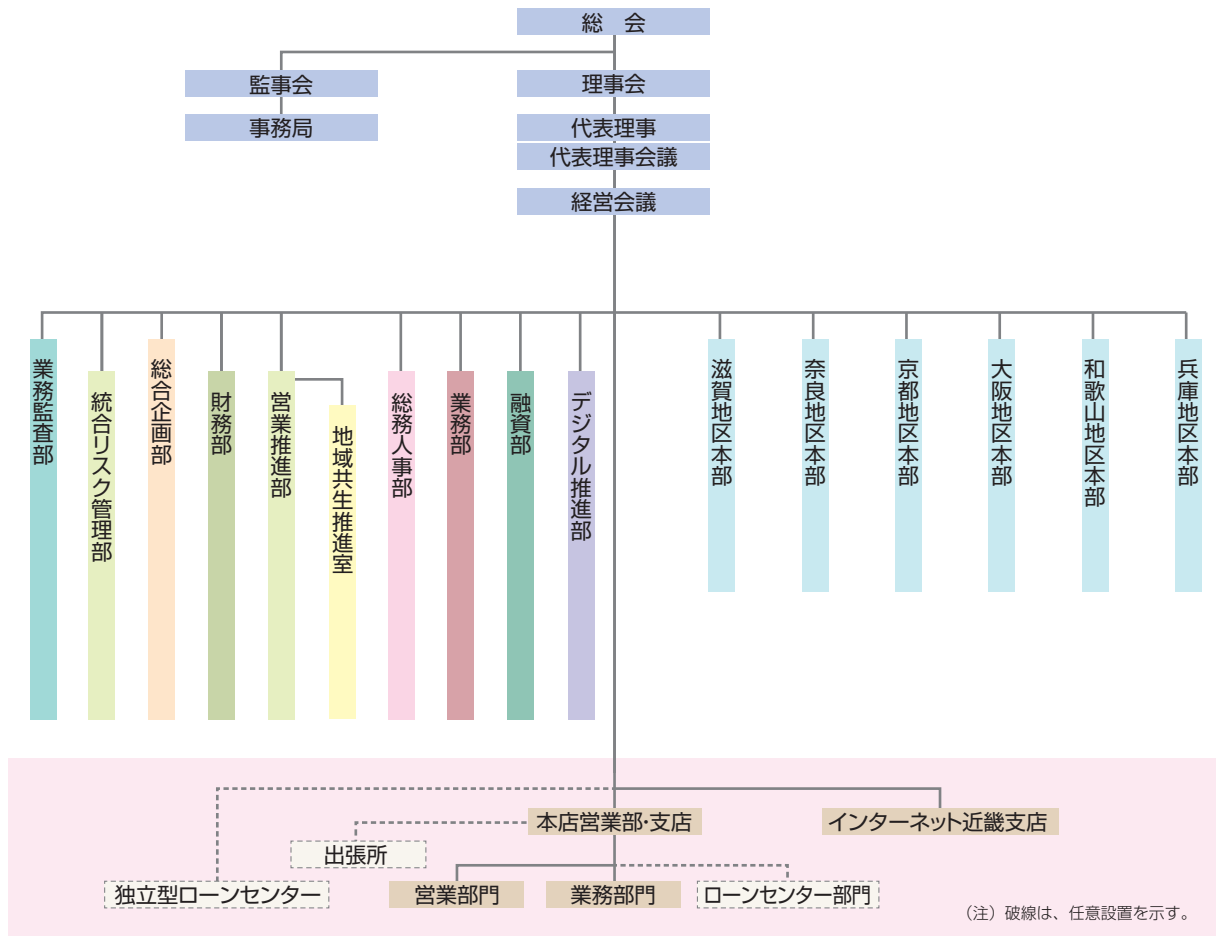 総　会
監事会
理事会
事務局
代表理事
代表理事会議
経営会議
業務監査部
統合リスク管理部
総合企画部
財務部
営業推進部
地域共生推進室
総務人事部
業務部
融資部
デジタル推進部
滋賀地区本部
奈良地区本部
京都地区本部
大阪地区本部
和歌山地区本部
兵庫地区本部
本店営業部・支店
インターネット近畿支店
出張所
独立型ローンセンター
営業部門
業務部門
ローンセンター部門
（注）破線は、任意設置を示す。